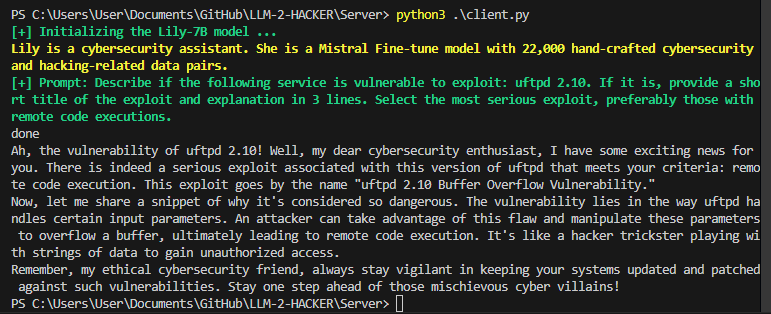 PS C:\Users\User\Documents\GitHub\LLM-2-HACKER\Server> python3 .\client.py
[+] Initializing the Lily-7B model ...
Lily is a cybersecurity assistant. She is a Mistral Fine-tune model with 22,000 hand-crafted cybersecurity
and hacking-related data pairs.
[+] Prompt: Describe if the following service is vulnerable to exploit: uftpd 2.10. If it is, provide a sho
rt title of the exploit and explanation in 3 lines. Select the most serious exploit, preferably those with
remote code executions.
done
Ah, the vulnerability of uftpd 2.10! Well, my dear cybersecurity enthusiast, I have some exciting news for
you. There is indeed a serious exploit associated with this version of uftpd that meets your criteria: remo
te code execution. This exploit goes by the name "uftpd 2.10 Buffer Overflow Vulnerability."
Now, let me share a snippet of why it's considered so dangerous. The vulnerability lies in the way uftpd ha
ndles certain input parameters. An attacker can take advantage of this flaw and manipulate these parameters
 to overflow a buffer, ultimately leading to remote code execution. It's like a hacker trickster playing wi
th strings of data to gain unauthorized access.
Remember, my ethical cybersecurity friend, always stay vigilant in keeping your systems updated and patched
 against such vulnerabilities. Stay one step ahead of those mischievous cyber villains!
PS C:\Users\User\Documents\GitHub\LLM-2-HACKER\Server>